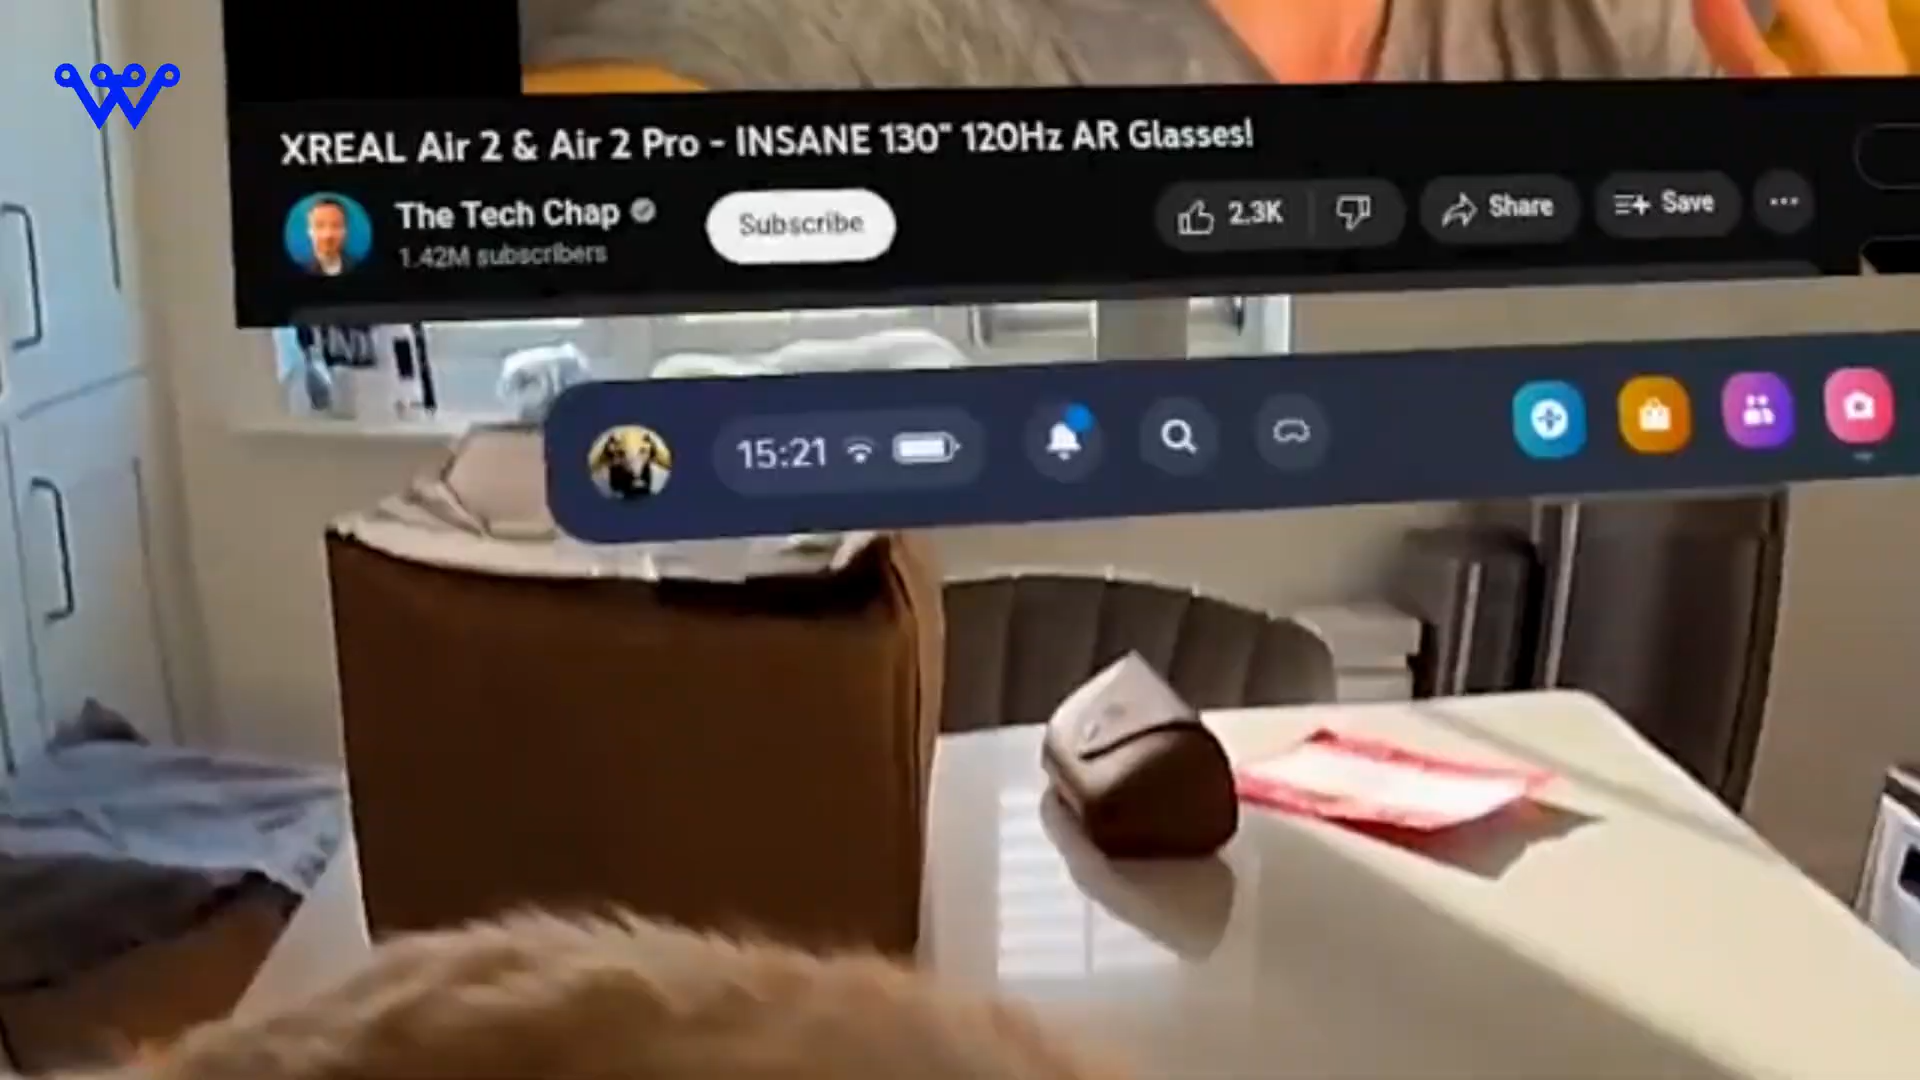 XREAL Air 2 & Air 2 Pro - INSANE 130" 120Hz AR Glasses!
The Tech Chap
1.42M subscribers
Subscribe
2.3K
Share
Save
15:21